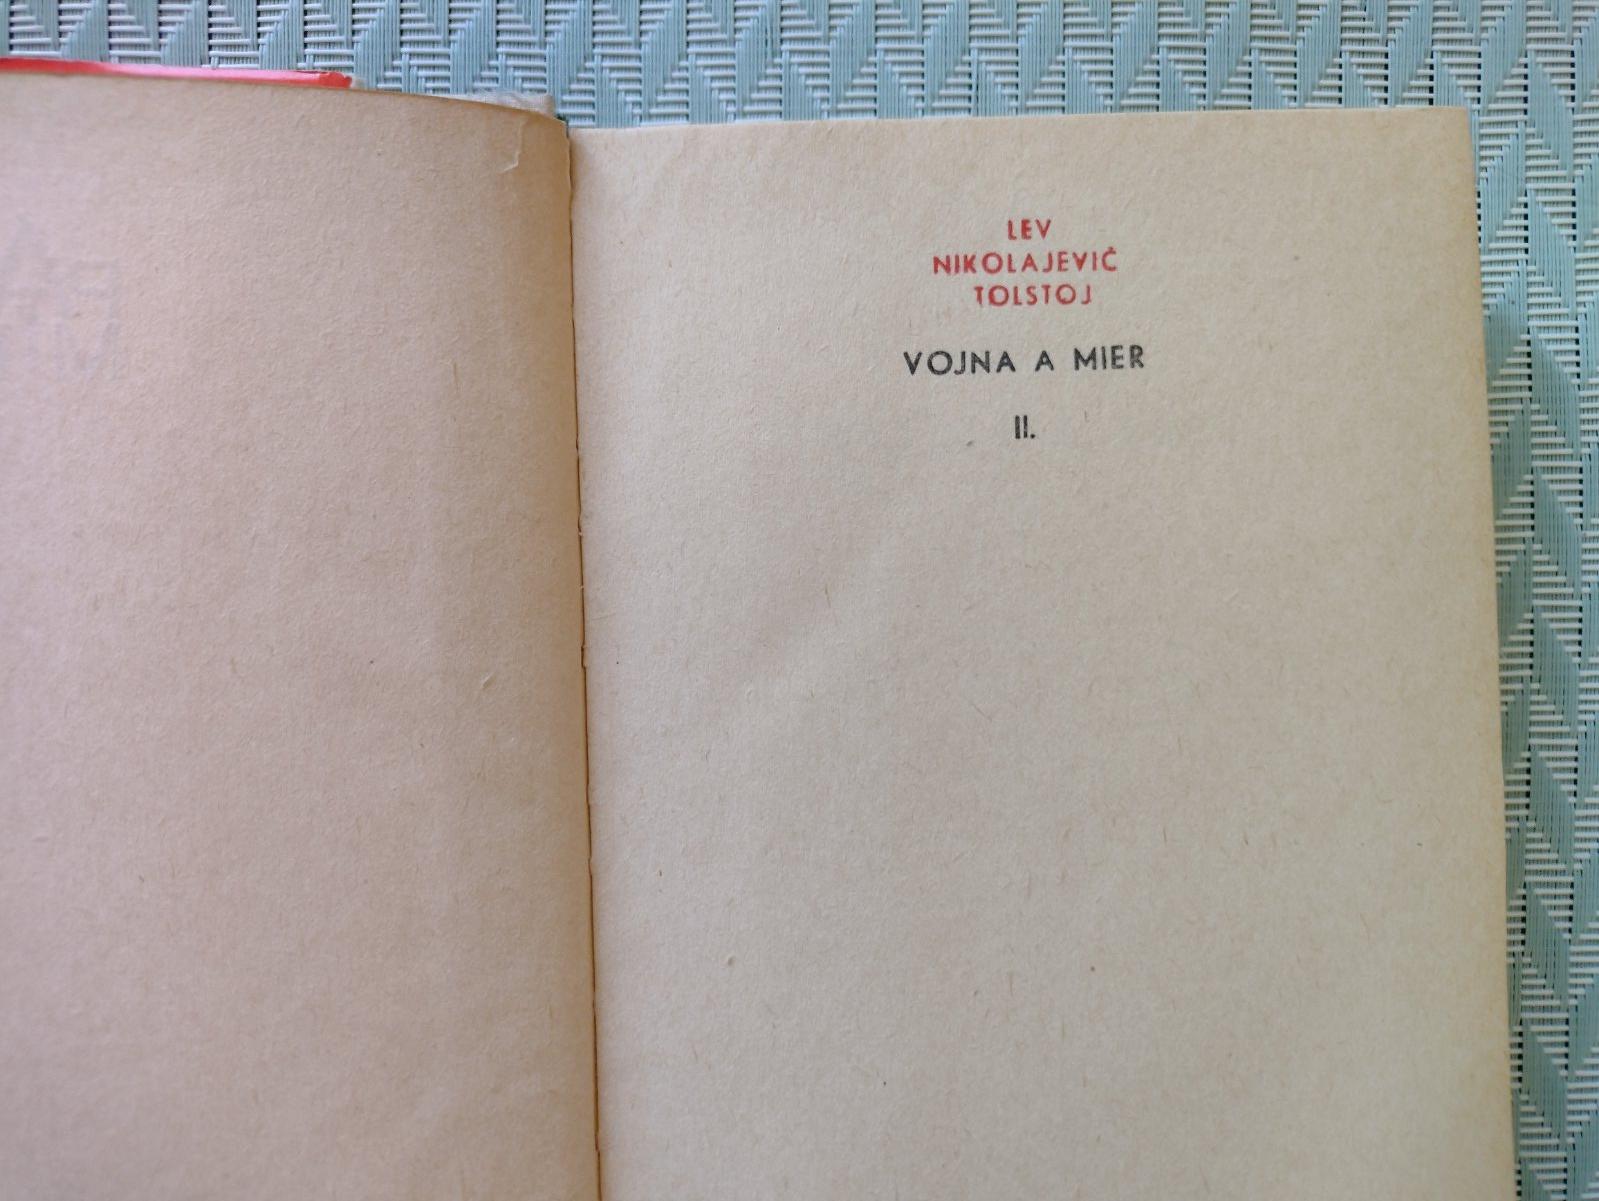 LEV
NIKOLAJEVIČ
TOLSTOJ
VOJNA A MIER
II.